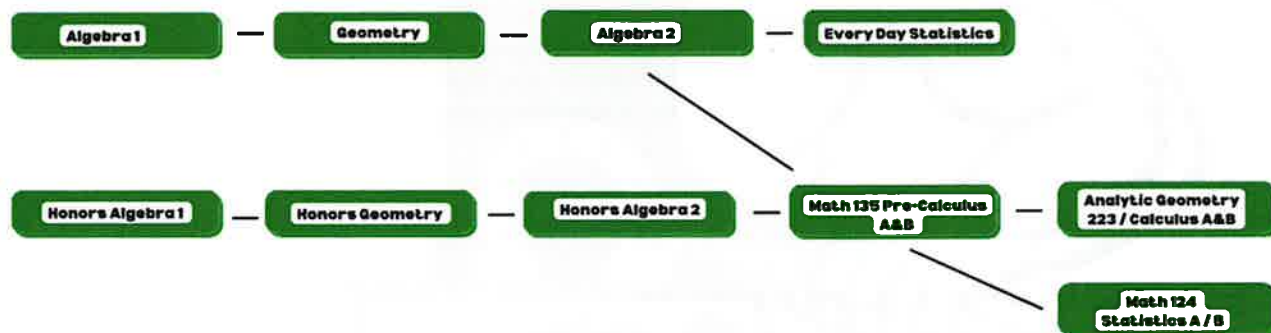 Algebra 1
Geometry
Algebra 2
Every Day Statistics
Honors Algebra 1
Honors Geometry
Honors Algebra 2
Math 135 Pre-Calculus
A&B
Analytic Geometry
223 / Calculus A&B
Math 124
Statistics A / B